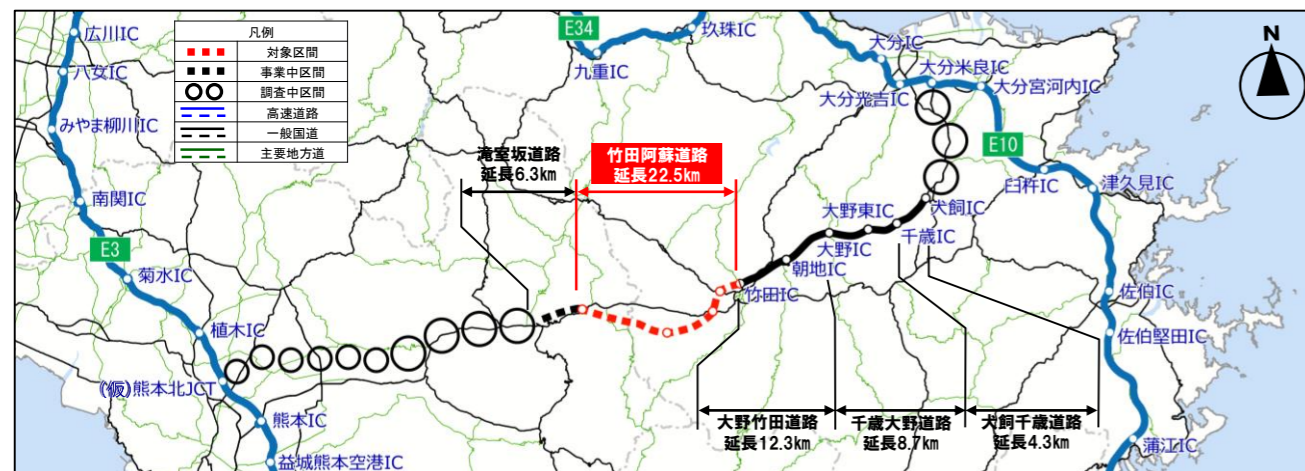 凡例
対象区間
事業中区間
調査中区間
高速道路
一般国道
主要地方道
広川IC
八女IC
みやま柳川IC
南関IC
E3
菊水IC
植木IC
(仮)熊本北JCT
熊本IC
益城熊本空港IC
E34
九重IC
玖珠IC
大分IC
大分米良IC
大分光吉IC
大分宮河内IC
E10
臼杵IC
津久見IC
佐伯IC
佐伯堅田IC
蒲江IC
N
滝室坂道路
延長6.3km
竹田阿蘇道路
延長22.5km
大野東IC
犬飼IC
千歳IC
大野IC
朝地IC
竹田IC
大野竹田道路
延長12.3km
千歳大野道路
延長8.7km
犬飼千歳道路
延長4.3km